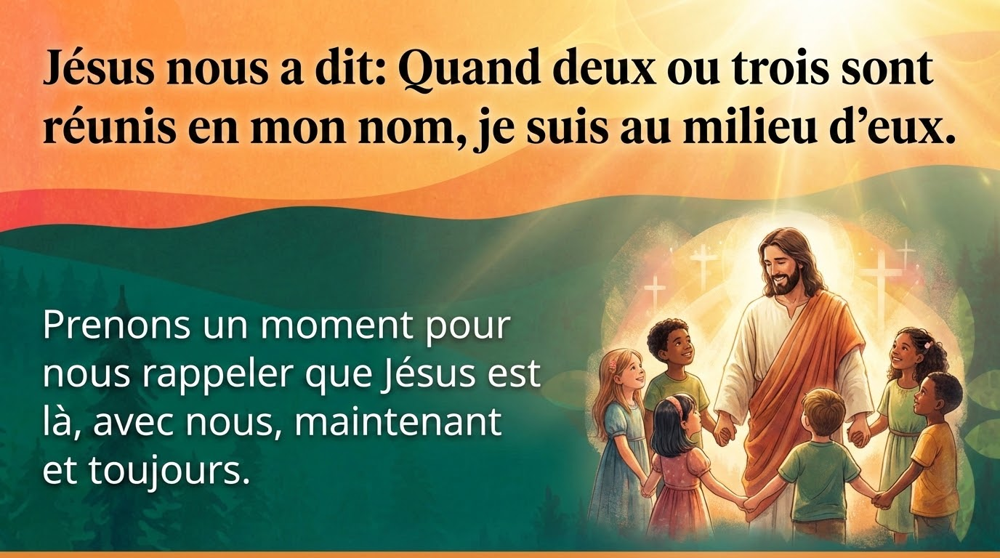 Jésus nous a dit: Quand deux ou trois sont
réunis en mon nom, je suis au milieu d’eux.
Prenons un moment pour
nous rappeler que Jésus est
là, avec nous, maintenant
et toujours.